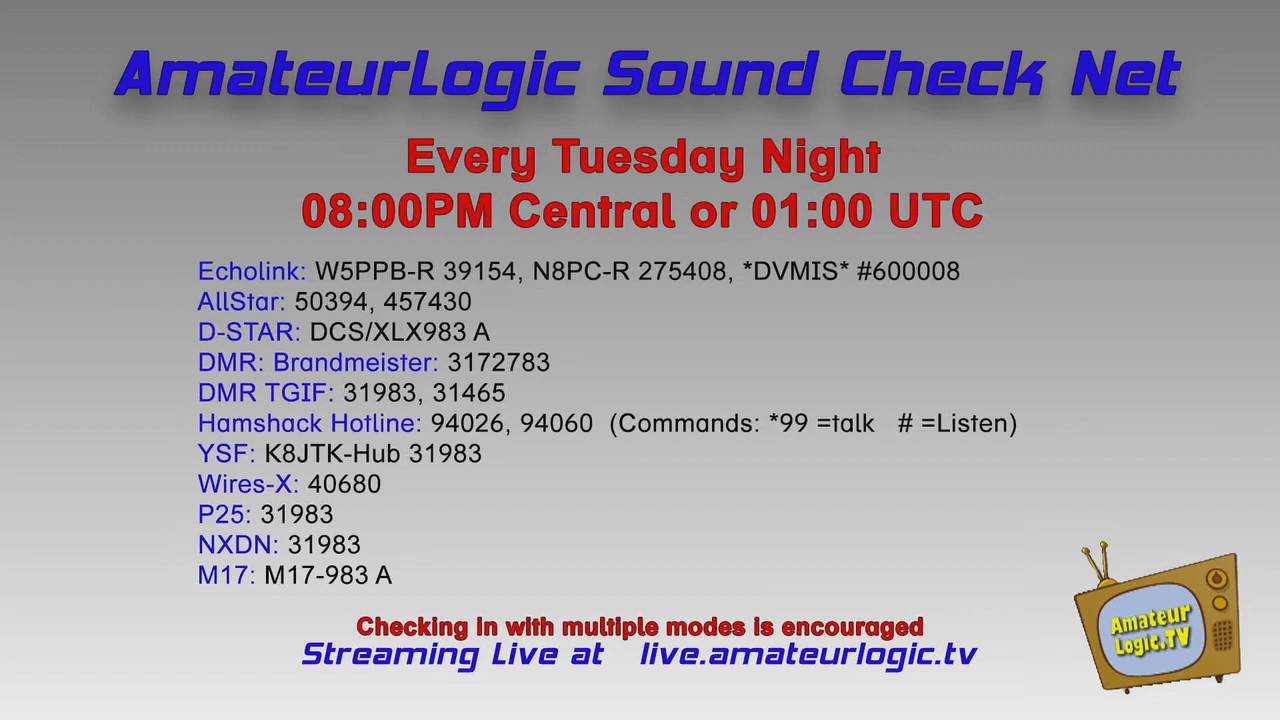 AmateurLogic Sound Check Net
Every Tuesday Night
08:00PM Central or 01:00 UTC
Echolink: W5PPB-R 39154, N8PC-R 275408, *DVMIS* #600008
AllStar: 50394, 457430
D-STAR: DCS/XLX983 A
DMR: Brandmeister: 3172783
DMR TGIF: 31983, 31465
Hamshack Hotline: 94026, 94060 (Commands: *99 =talk # =Listen)
YSF: K8JTK-Hub 31983
Wires-X: 40680
P25: 31983
NXDN: 31983
M17: M17-983 A
Checking in with multiple modes is encouraged
Streaming Live at live.amateurlogic.tv
Amateur
Logic.TV